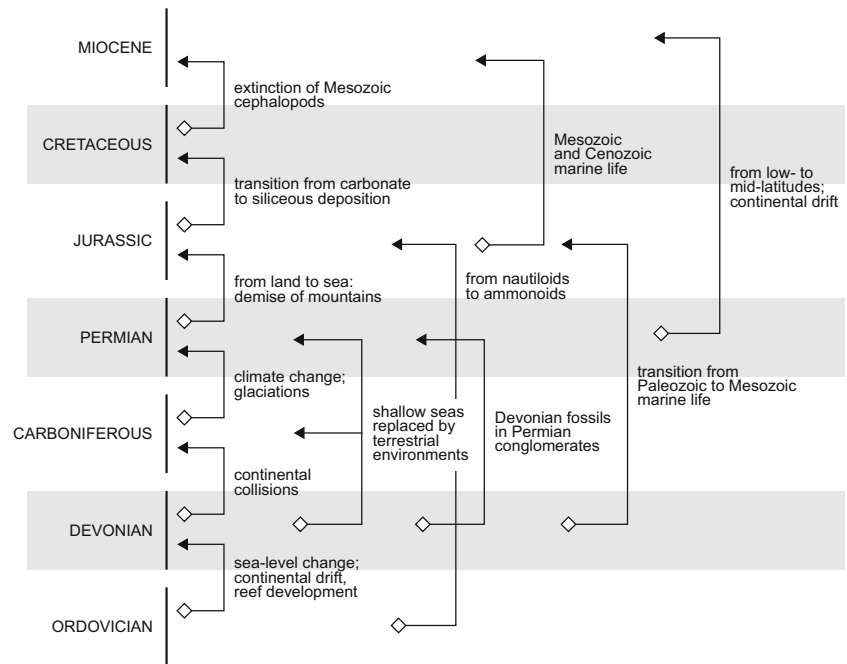 MIOCENE
extinction of Mesozoic
cephalopods
CRETACEOUS
Mesozoic
and Cenozoic
marine life
from low- to
mid-latitudes;
continental drift
transition from carbonate
to siliceous deposition
JURASSIC
from land to sea:
demise of mountains
from nautiloids
to ammonoids
PERMIAN
climate change;
glaciations
transition from
Paleozoic to Mesozoic
marine life
shallow seas
replaced by
terrestrial
environments
Devonian fossils
in Permian
conglomerates
CARBONIFEROUS
continental
collisions
DEVONIAN
sea-level change;
continental drift,
reef development
ORDOVICIAN